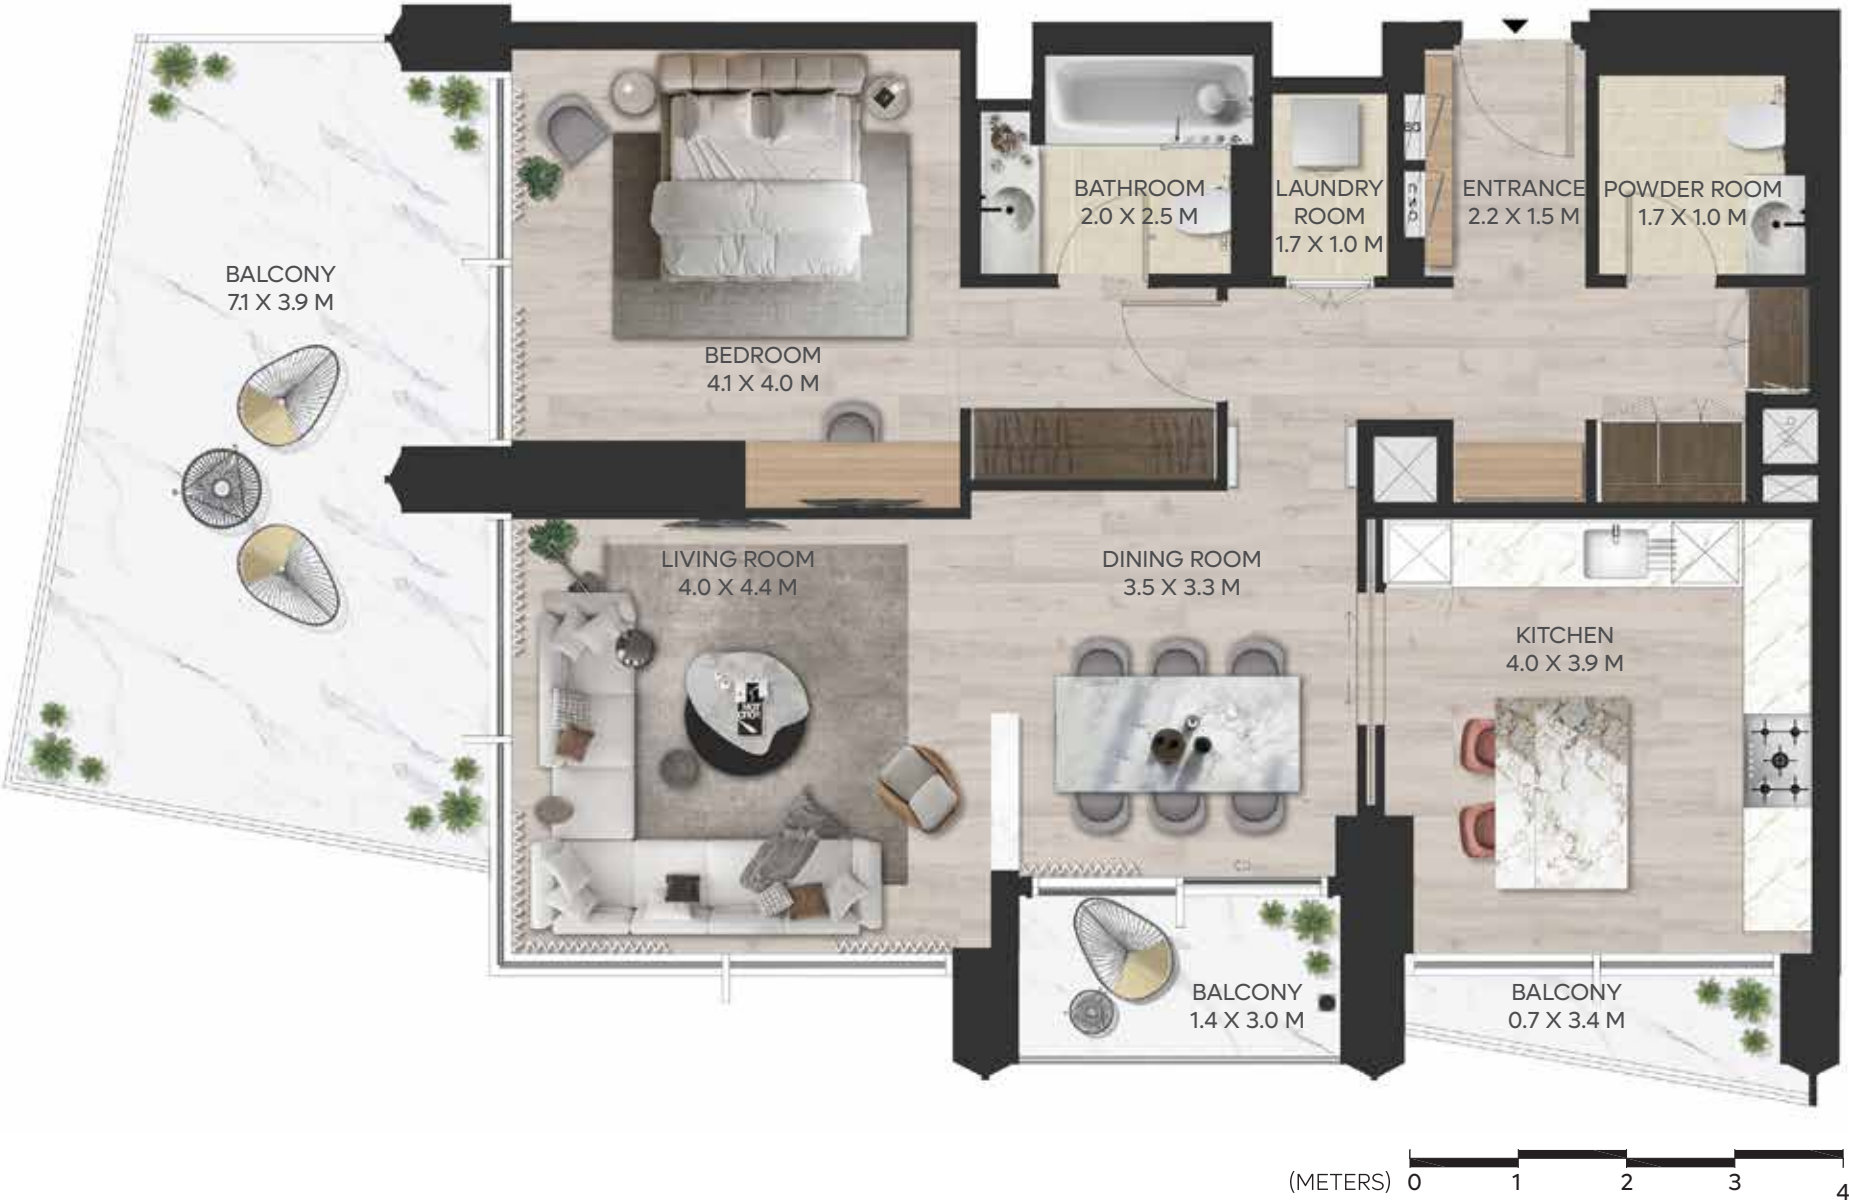 BATHROOM
2.0 X 2.5 M
LAUNDRY
ROOM
1.7 X 1.0 M
ENTRANCE
2.2 X 1.5 M
POWDER ROOM
1.7 X 1.0 M
BALCONY
7.1 X 3.9 M
BEDROOM
4.1 X 4.0 M
LIVING ROOM
4.0 X 4.4 M
DINING ROOM
3.5 X 3.3 M
KITCHEN
4.0 X 3.9 M
BALCONY
1.4 X 3.0 M
BALCONY
0.7 X 3.4 M
(METERS) 0 1 2 3 4